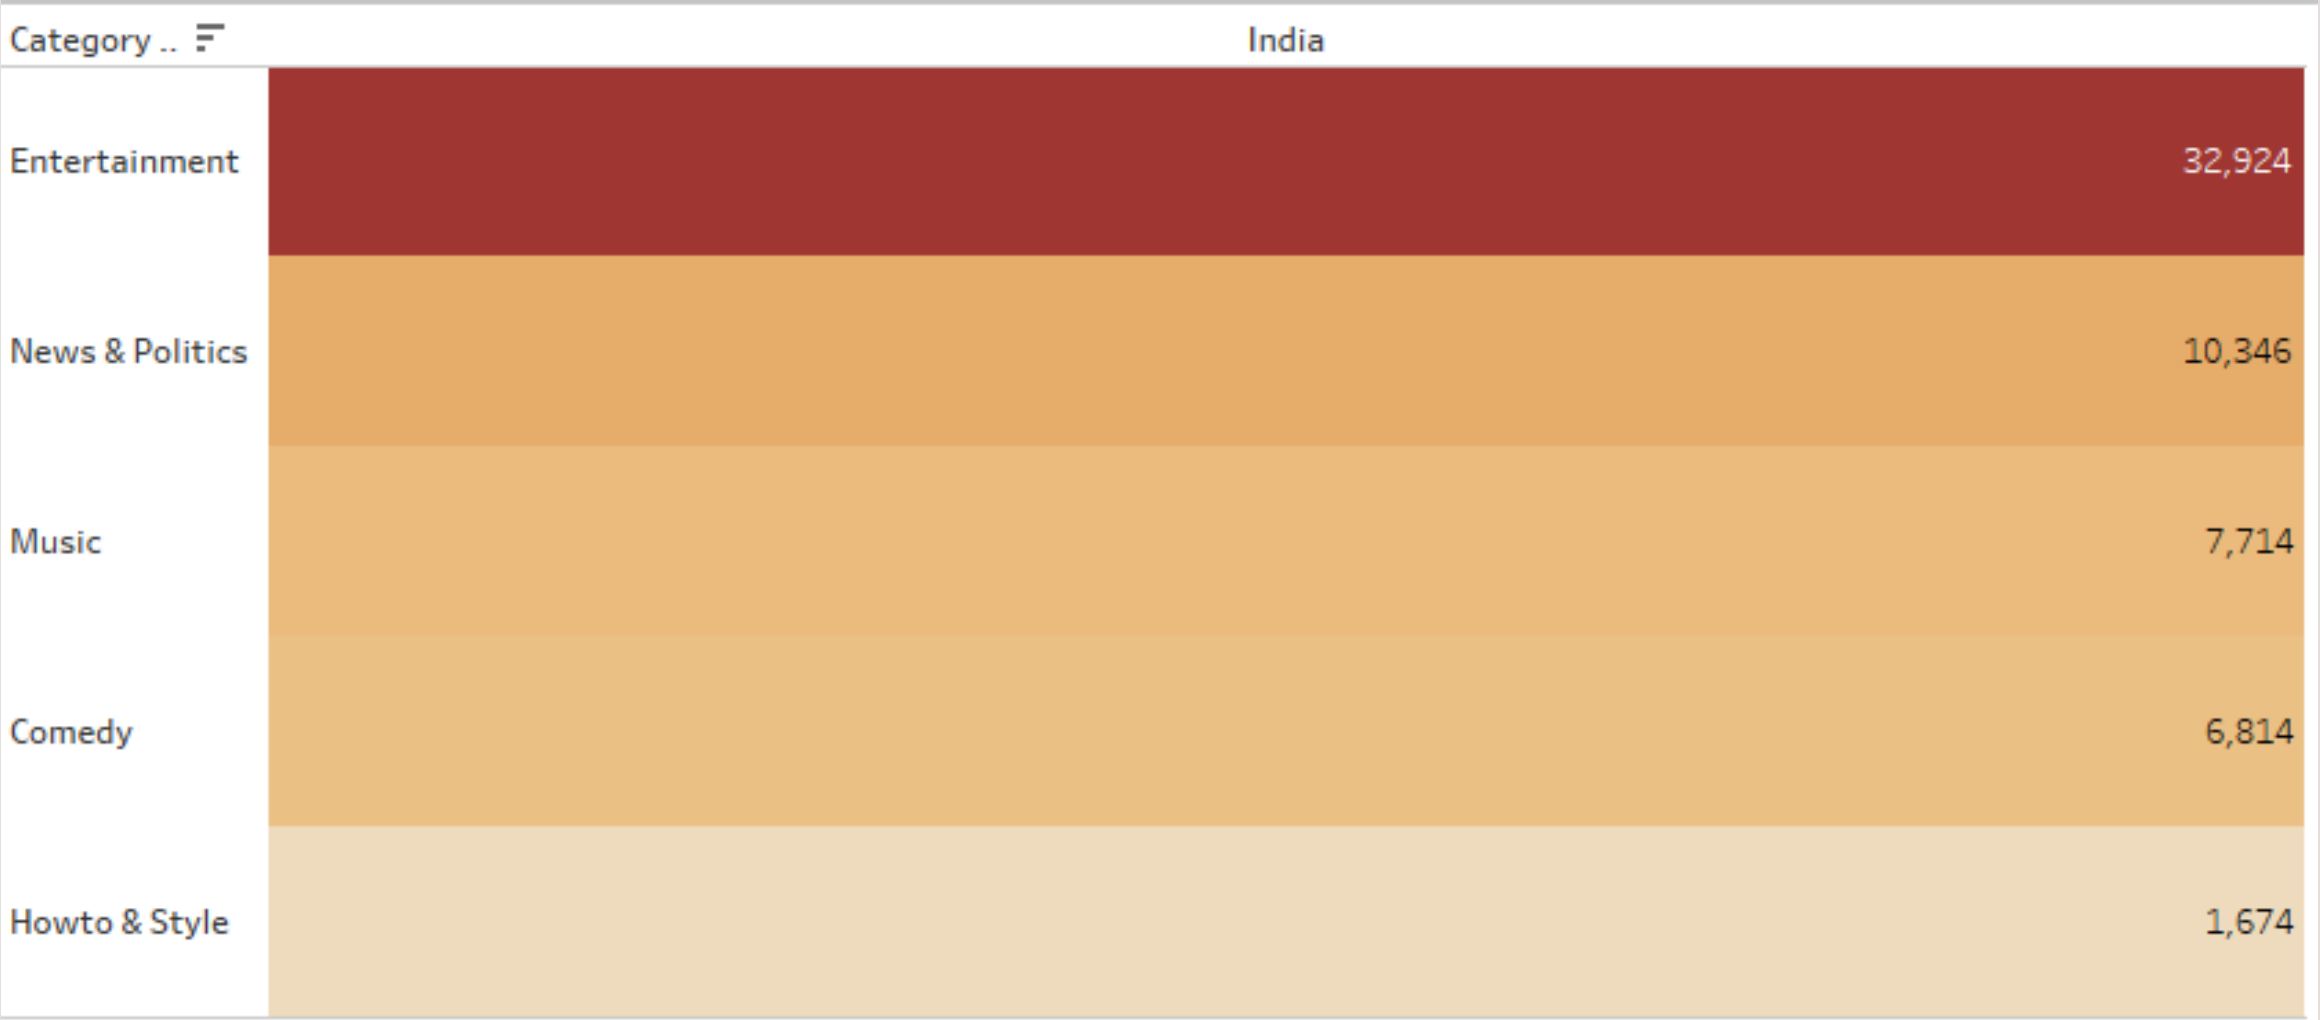 Category .. India
Entertainment 32,924
News & Politics 10,346
Music 7,714
Comedy 6,814
Howto & Style 1,674